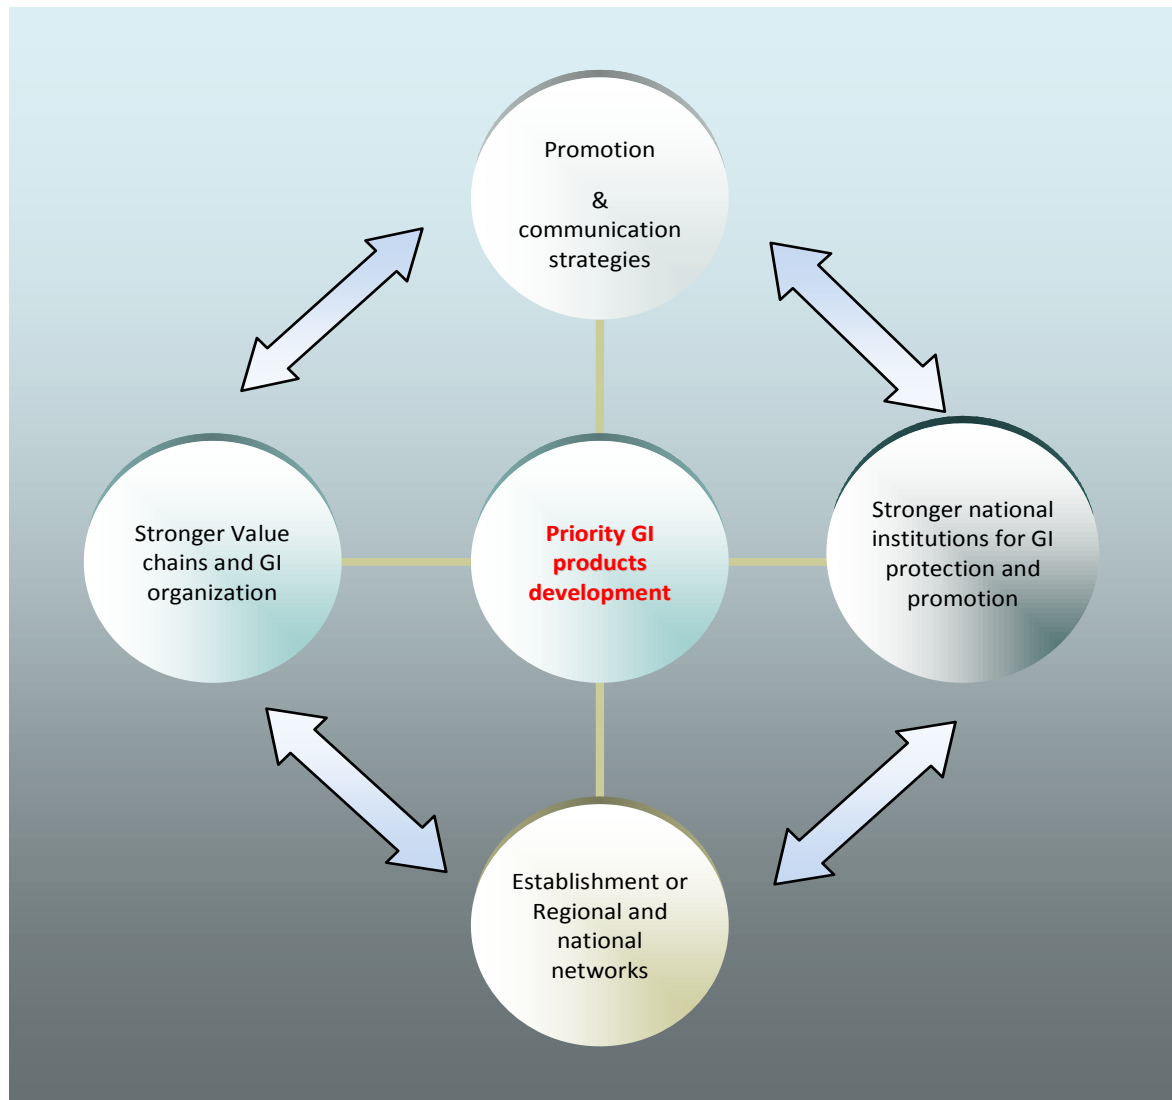 Promotion
&
communication
strategies
Stronger Value
chains and GI
organization
Priority GI
products
development
Stronger national
institutions for GI
protection and
promotion
Establishment or
Regional and
national
networks